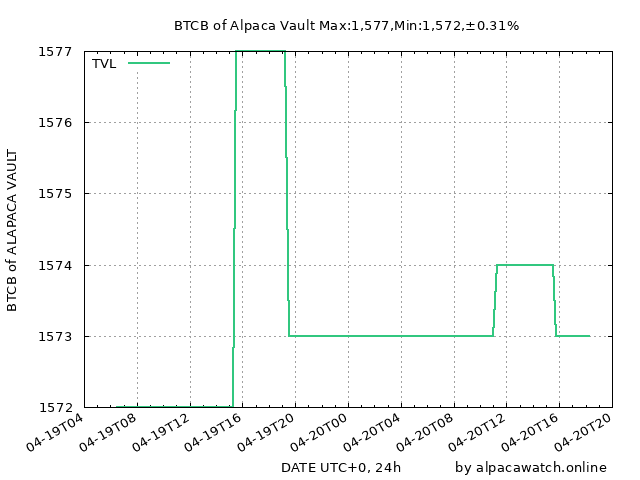 BTCB of Alpaca Vault Max:1,577,Min:1,572,±0.31%
TVL
BTCB of ALAPACA VAULT
1577
1576
1575
1574
1573
1572
04-19T04
04-19T08
04-19T12
04-19T16
04-19T20
04-20T00
04-20T04
04-20T08
04-20T12
04-20T16
04-20T20
DATE UTC+0, 24h
by alpacawatch.online